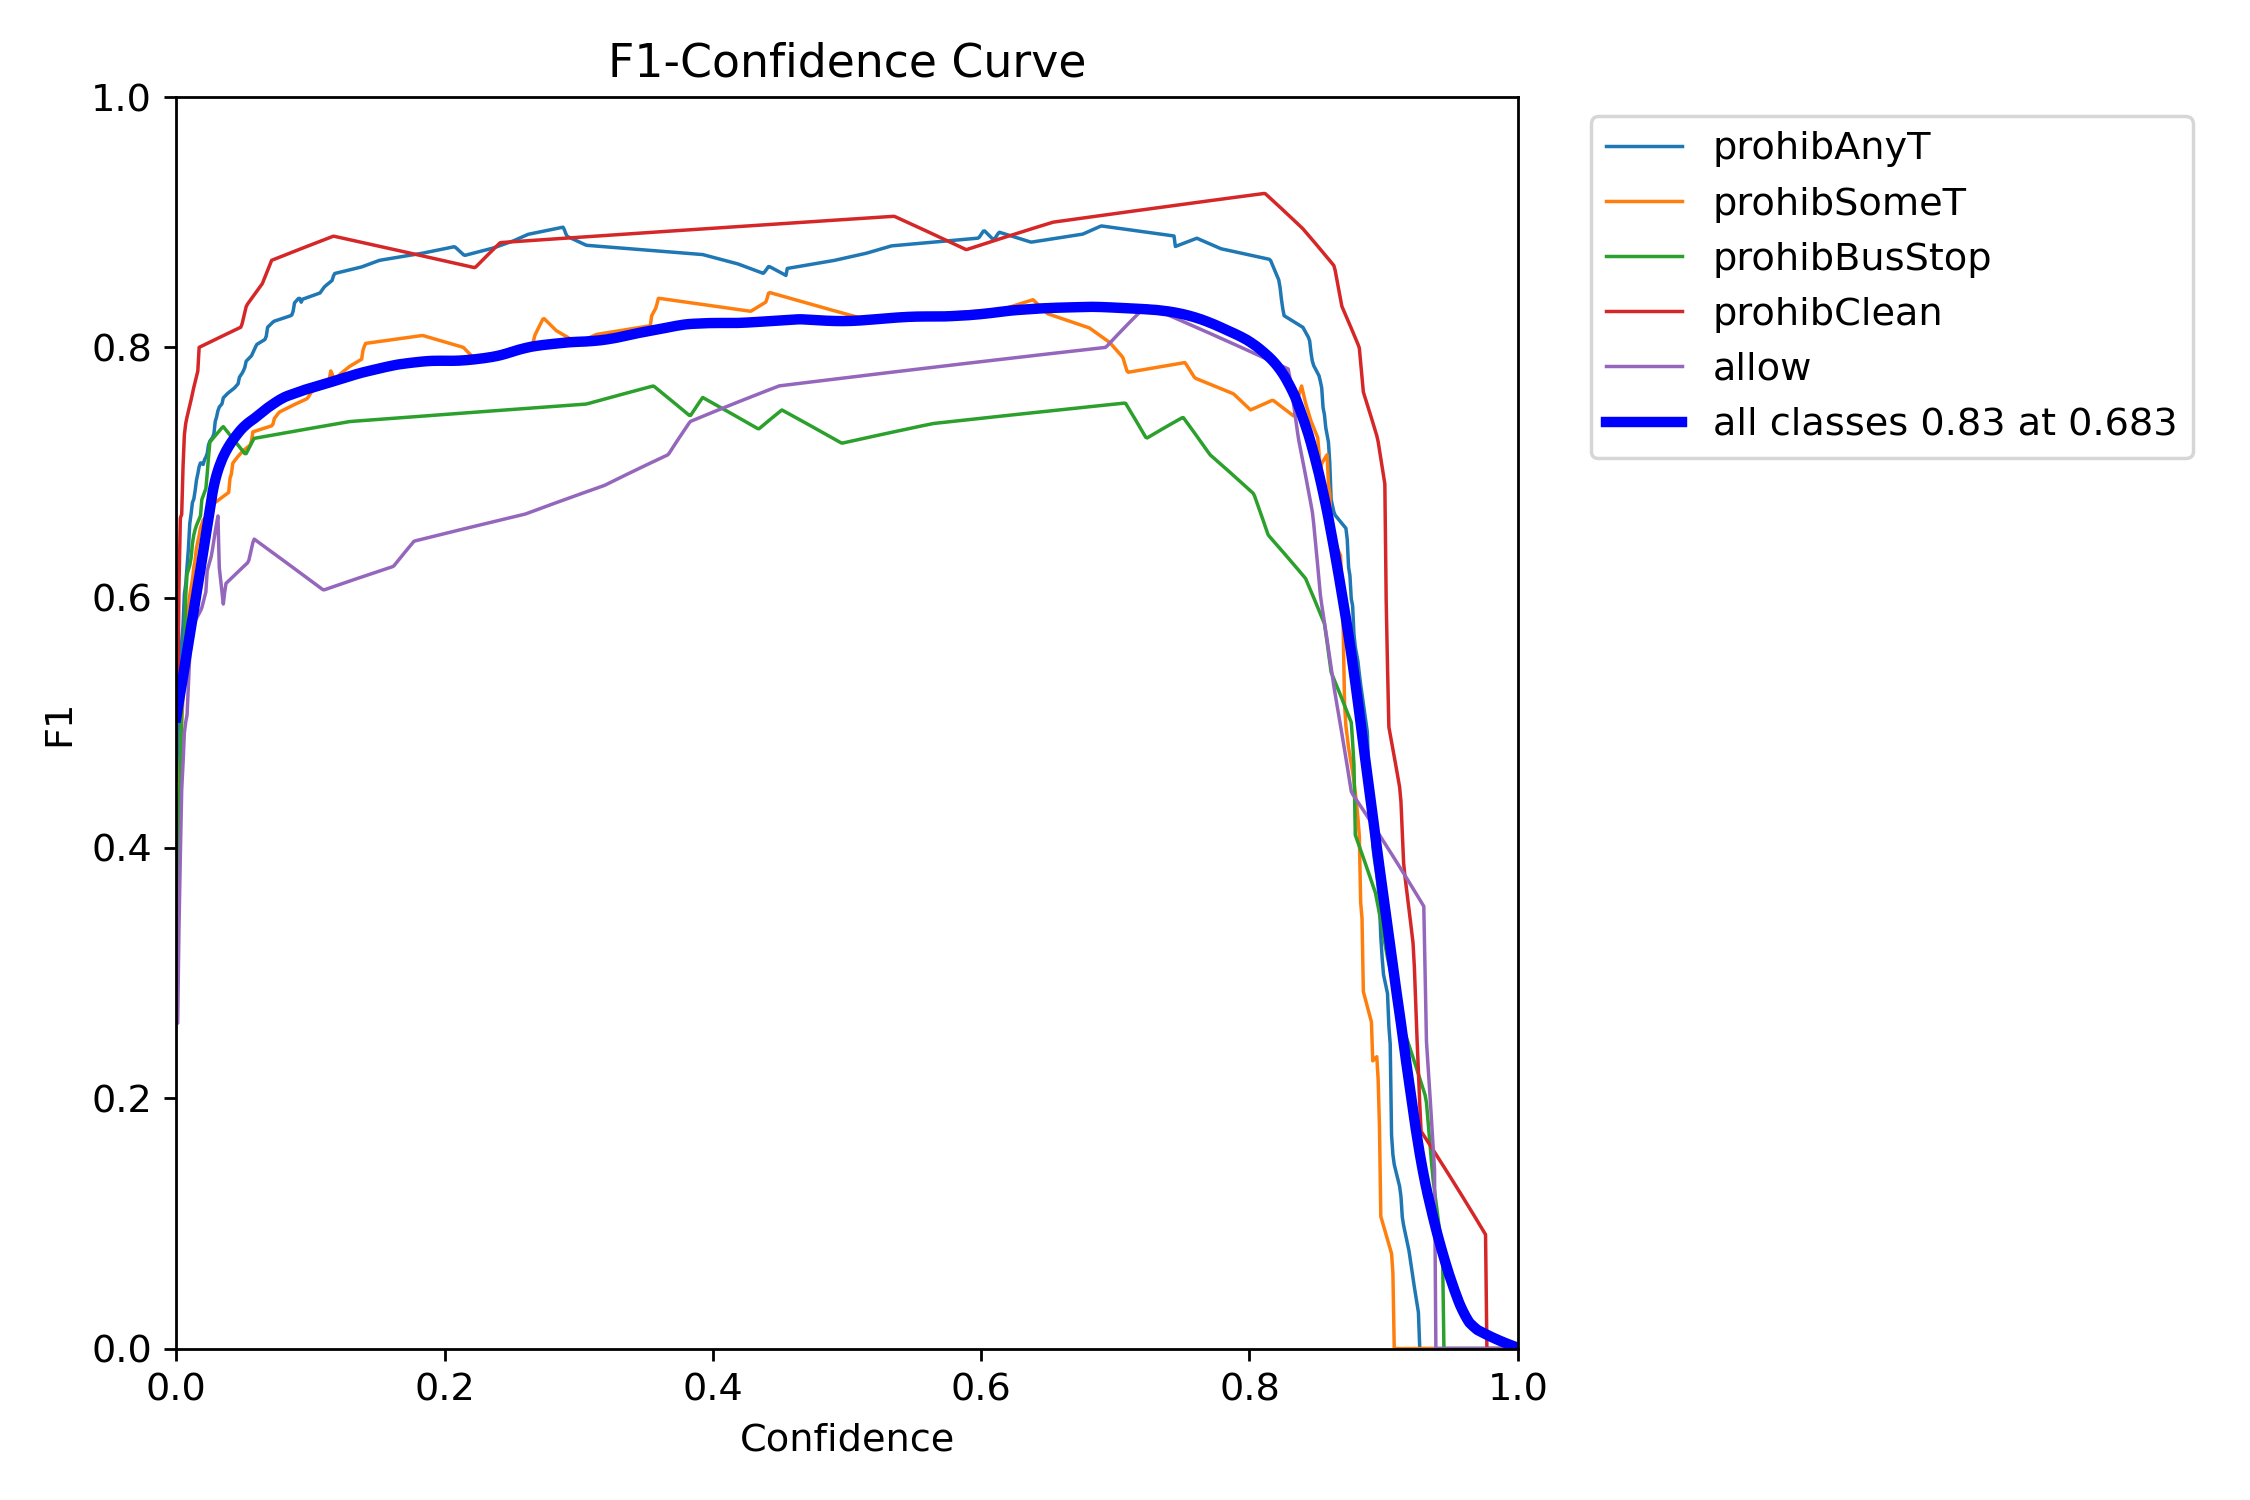 F1-Confidence Curve
1.0
0.8
0.6
0.4
0.2
0.0
F1
0.0 0.2 0.4 0.6 0.8 1.0
Confidence
prohibAnyT
prohibSomeT
prohibBusStop
prohibClean
allow
all classes 0.83 at 0.683